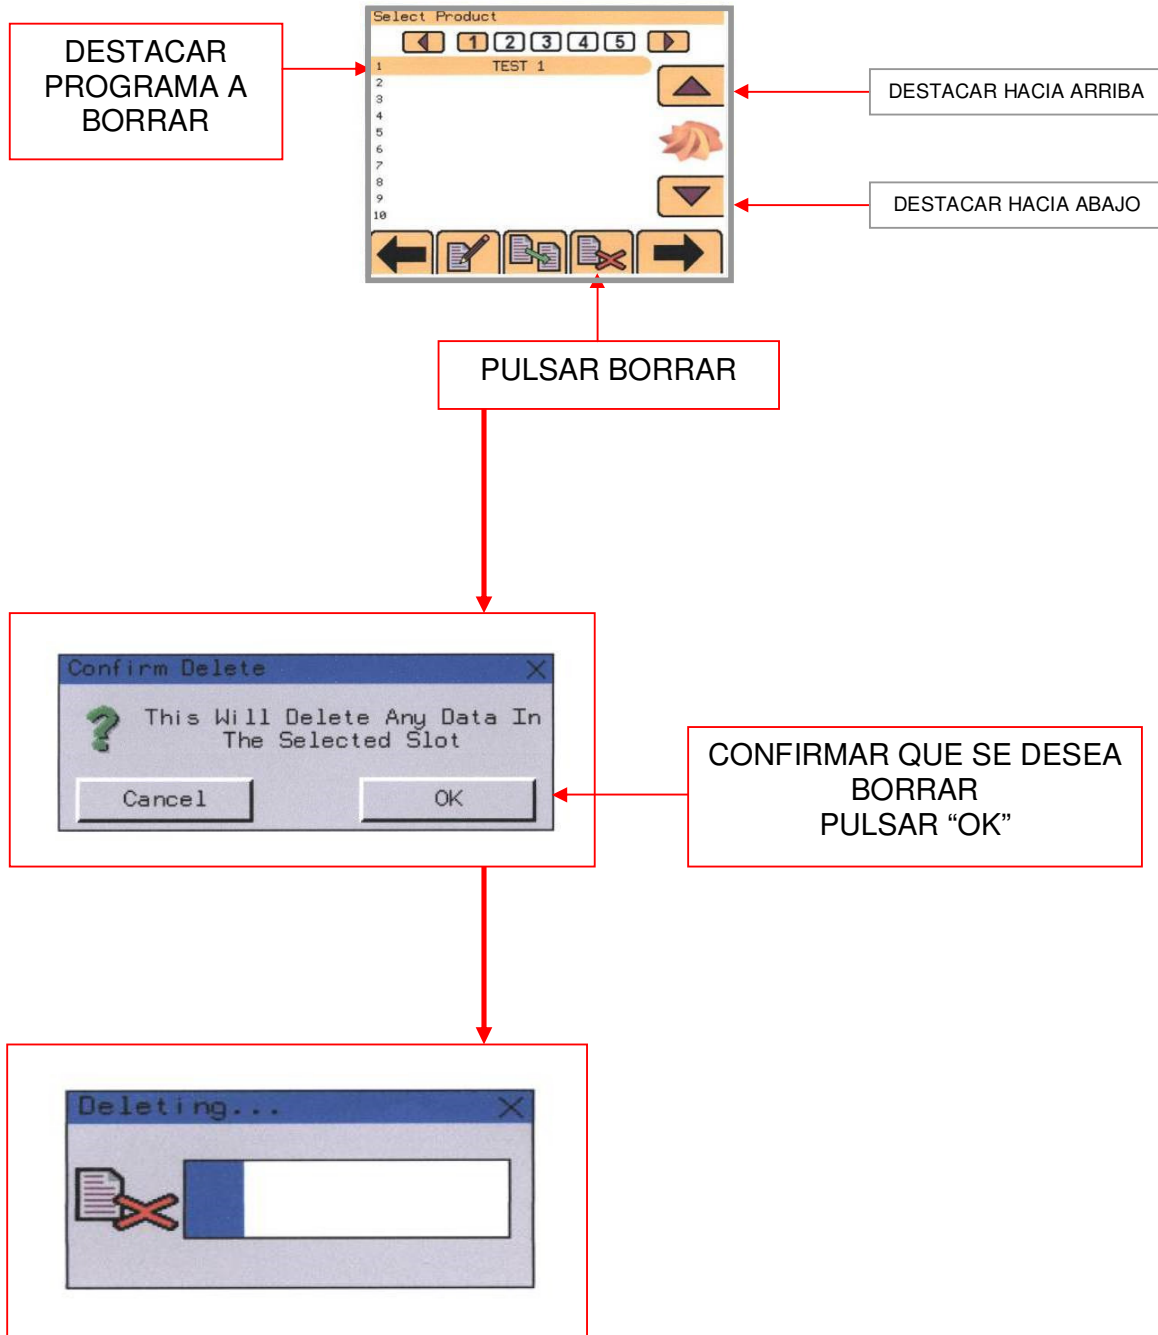 Select Product
1 2 3 4 5
DESTACAR
PROGRAMA A
BORRAR
1 TEST 1
2
3
4
5
6
7
8
9
10
DESTACAR HACIA ARRIBA
DESTACAR HACIA ABAJO
PULSAR BORRAR
Confirm Delete
This Will Delete Any Data In
The Selected Slot
Cancel
OK
CONFIRMAR QUE SE DESEA
BORRAR
PULSAR “OK”
Deleting...